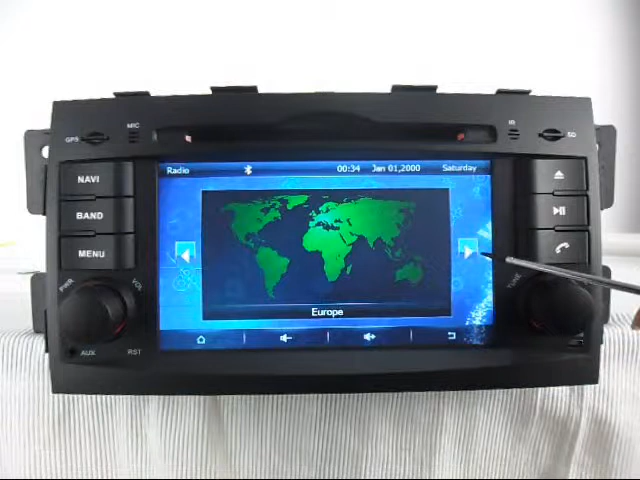 MIC
IR
GPS
SD
Radio 00:34 Jan 01,2000 Saturday
NAVI
BAND
MENU
PWR
VOL
TUNE
Europe
AUX
RST